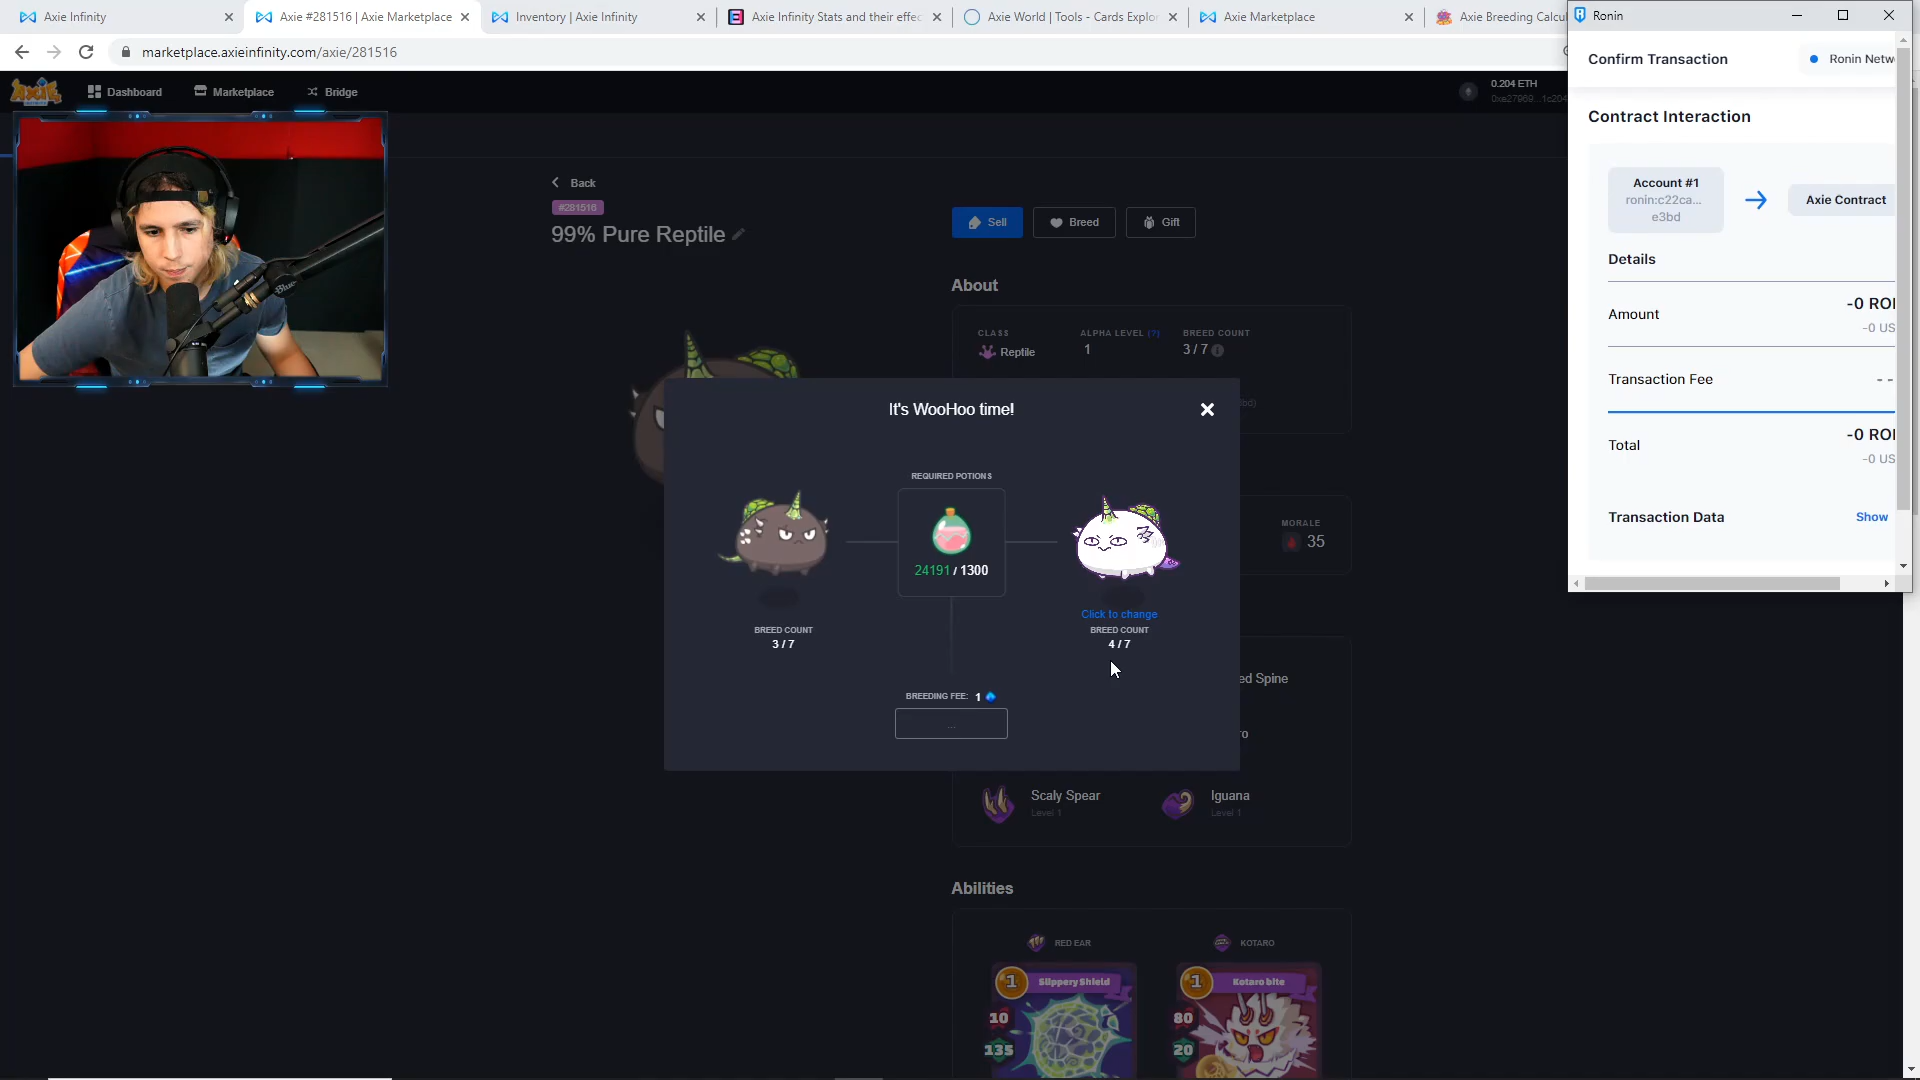 Axie Infinity
Axie #281516 | Axie Marketplace
Inventory | Axie Infinity
Axie Infinity Stats and their effec
Axie World | Tools - Cards Explor
Axie Marketplace
Axie Breeding Calcu
marketplace.axieinfinity.com/axie/281516
Dashboard
Marketplace
Bridge
0.204 ETH
Ronin
Confirm Transaction
Ronin Netw
Contract Interaction
Account #1
ronin:c22ca...
e3bd
Axie Contract
Details
Amount
-0 RO
-0 US
Transaction Fee
- -
Total
-0 RO
-0 US
Transaction Data
Show
Back
#281516
99% Pure Reptile
Sell
Breed
Gift
About
CLASS
Reptile
ALPHA LEVEL (?)
1
BREED COUNT
3 / 7
It's WooHoo time!
REQUIRED POTIONS
24191 / 1300
BREED COUNT
3 / 7
Click to change
BREED COUNT
4 / 7
BREEDING FEE: 1
...
MORALE
35
ed Spine
ro
Scaly Spear
Level 1
Iguana
Level 1
Abilities
RED EAR
KOTARO
1
Slippery Shield
10
135
1
Kotaro bite
80
20
Blue